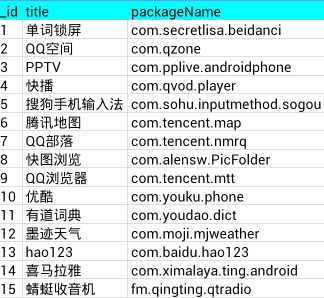 _id title packageName
1 单词锁屏 com.secretlisa.beidanci
2 QQ空间 com.qzone
3 PPTV com.pplive.androidphone
4 快播 com.qvod.player
5 搜狗手机输入法 com.sohu.inputmethod.sogou
6 腾讯地图 com.tencent.map
7 QQ部落 com.tencent.nmrq
8 快图浏览 com.alensw.PicFolder
9 QQ浏览器 com.tencent.mtt
10 优酷 com.youku.phone
11 有道词典 com.youdao.dict
12 墨迹天气 com.moji.mjweather
13 hao123 com.baidu.hao123
14 喜马拉雅 com.ximalaya.ting.android
15 蜻蜓收音机 fm.qingting.qtradio